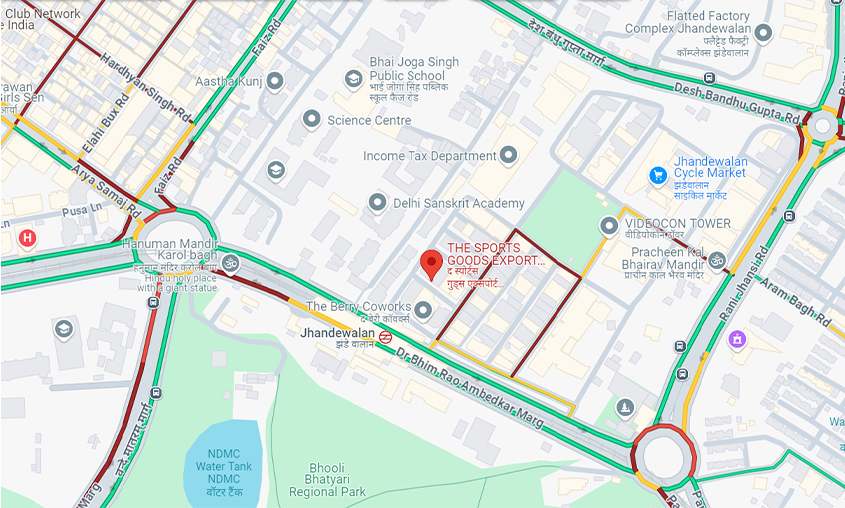 Club Network
e India
Flatted Factory
Complex Jhandewalan
फ्लैट्टेड फैक्ट्री
कॉम्प्लेक्स झंडेवालान
देश बंधु गुप्ता मार्ग
Faiz Rd
Bhai Joga Singh
Public School
भाई जोगा सिंह पब्लिक
स्कूल फैज रोड
Hardhyan Singh Rd
Aastha Kunj
Desh Bandhu Gupta Rd
rawan
Girls Sen
आर्या
Elahi Bux Rd
Science Centre
Income Tax Department
Jhandewalan
Cycle Market
झंडेवालान
साइकिल मार्केट
Arya Samaj Rd
Faiz Rd
Delhi Sanskrit Academy
Pusa Ln
VIDEOCON TOWER
वीडियोकॉन टॉवर
H
Hanuman Mandir
Karol bagh
हनुमान मंदिर करोल बाग
Hindu holy place
with a giant statue
THE SPORTS
GOODS EXPORT...
द स्पोर्ट्स
गुड्स एक्सपोर्ट...
Pracheen Kal
Bhairav Mandir
प्राचीन काल भैरव मंदिर
Rani Jhansi Rd
Aram Bagh Rd
The Berry Coworks
द बेरी कॉवर्क्स
Jhandewalan
झंडे वालान
Dr Bhim Rao Ambedkar Marg
वन्दे मातरम मार्ग
Marg
NDMC
Water Tank
NDMC
वॉटर टैंक
Bhooli
Bhatyari
Regional Park
Wa